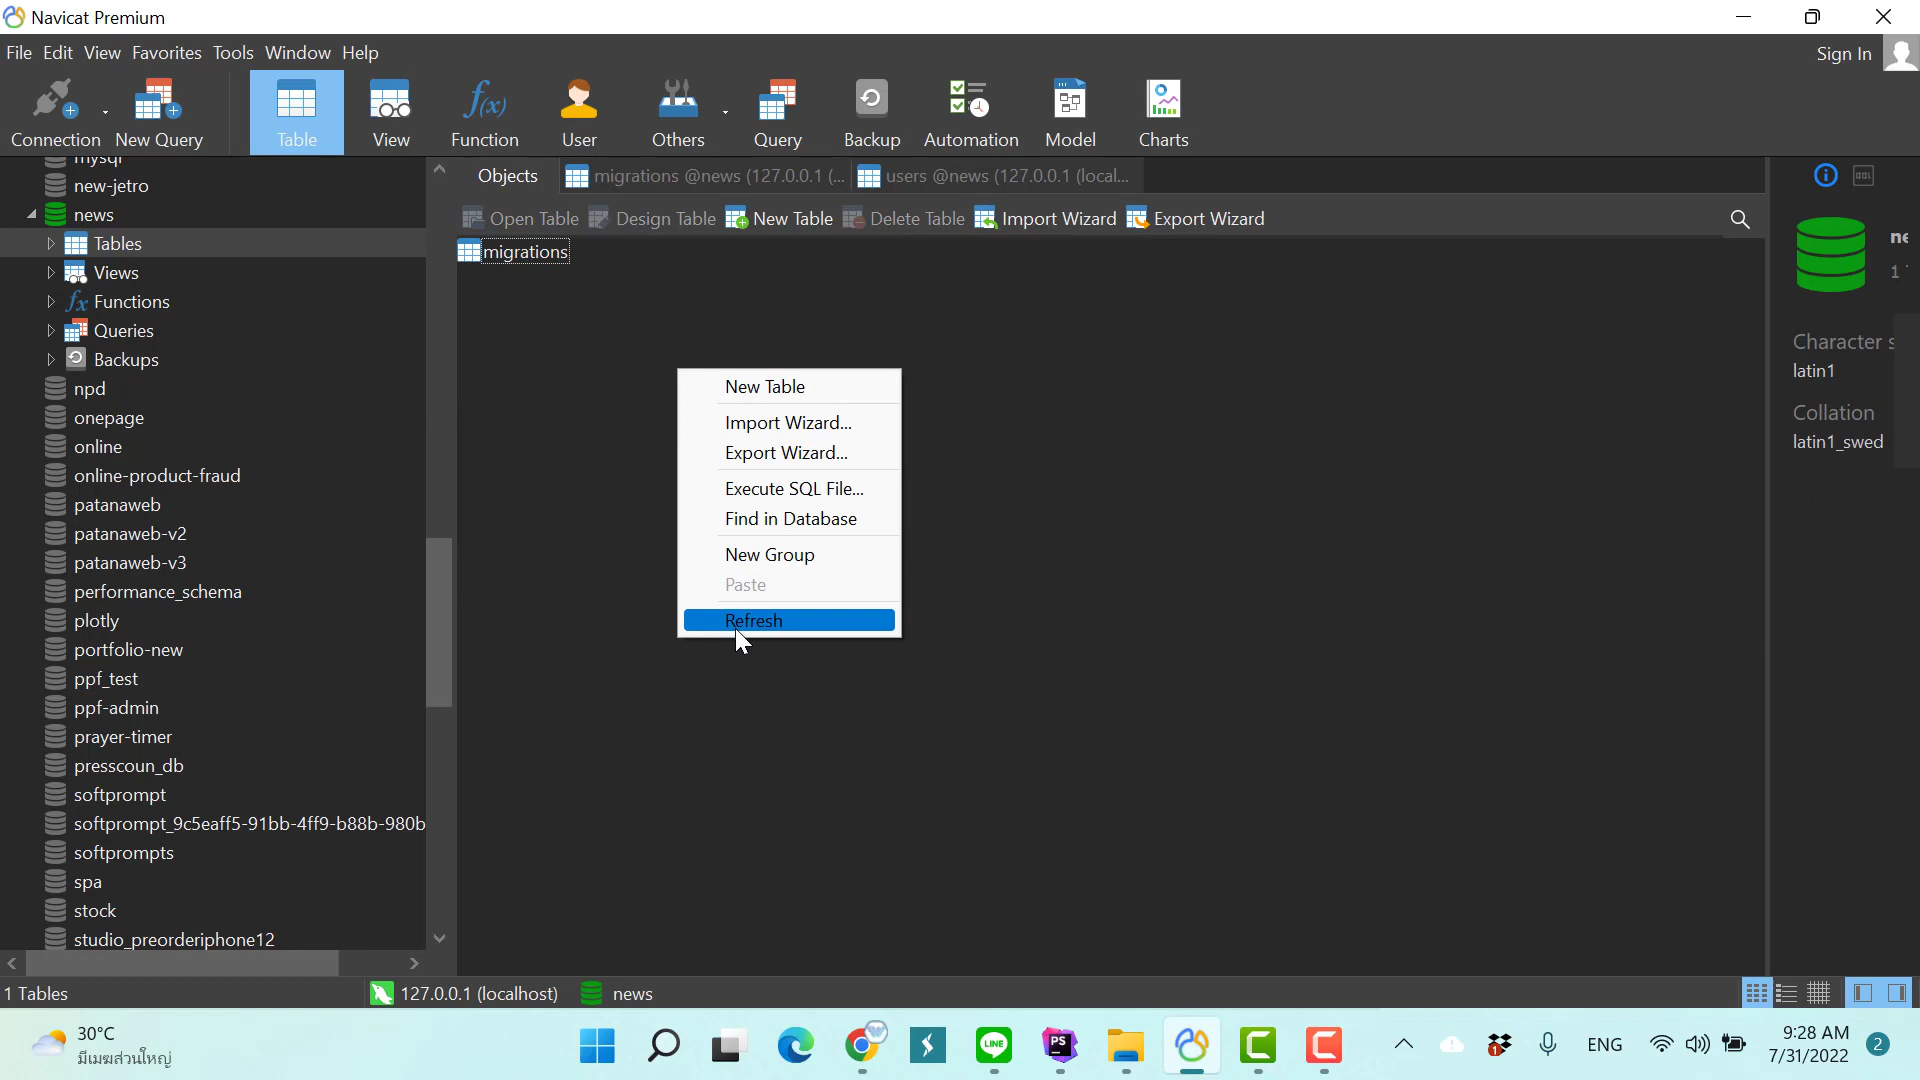 Navicat Premium
File Edit View Favorites Tools Window Help
Sign In
Connection
New Query
Table
View
Function
User
Others
Query
Backup
Automation
Model
Charts
mysql
new-jetro
news
Tables
Views
Functions
Queries
Backups
npd
onepage
online
online-product-fraud
patanaweb
patanaweb-v2
patanaweb-v3
performance_schema
plotly
portfolio-new
ppf_test
ppf-admin
prayer-timer
presscoun_db
softprompt
softprompt_9c5eaff5-91bb-4ff9-b88b-980b
softprompts
spa
stock
studio_preorderiphone12
Objects
migrations @news (127.0.0.1 (...
users @news (127.0.0.1 (local...
Open Table Design Table New Table Delete Table Import Wizard Export Wizard
migrations
New Table
Import Wizard...
Export Wizard...
Execute SQL File...
Find in Database
New Group
Paste
Refresh
DDL
ne
1
Character s
latin1
Collation
latin1_swed
1 Tables
127.0.0.1 (localhost)
news
30°C
มีเมฆส่วนใหญ่
LINE
PS
1
ENG
9:28 AM
7/31/2022
2